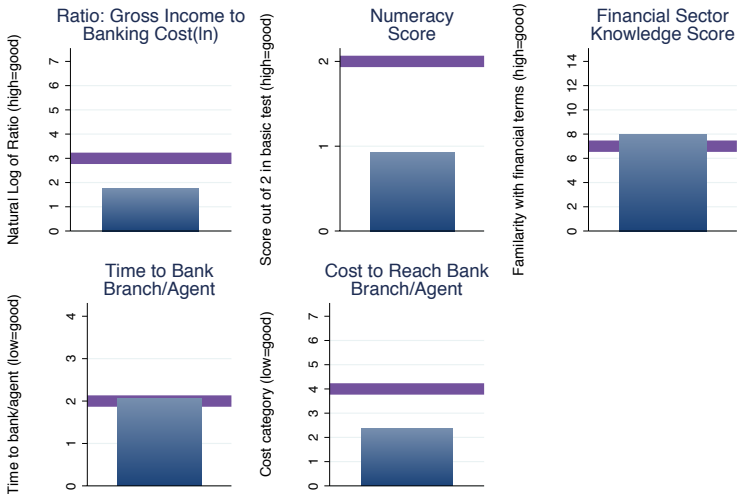 Ratio: Gross Income to
Banking Cost(ln)
Natural Log of Ratio (high=good)
7
6
5
4
3
2
1
0
Numeracy
Score
Score out of 2 in basic test (high=good)
2
1
0
Financial Sector
Knowledge Score
Familarity with financial terms (high=good)
14
12
10
8
6
4
2
0
Time to Bank
Branch/Agent
Time to bank/agent (low=good)
4
3
2
1
0
Cost to Reach Bank
Branch/Agent
Cost category (low=good)
7
6
5
4
3
2
1
0